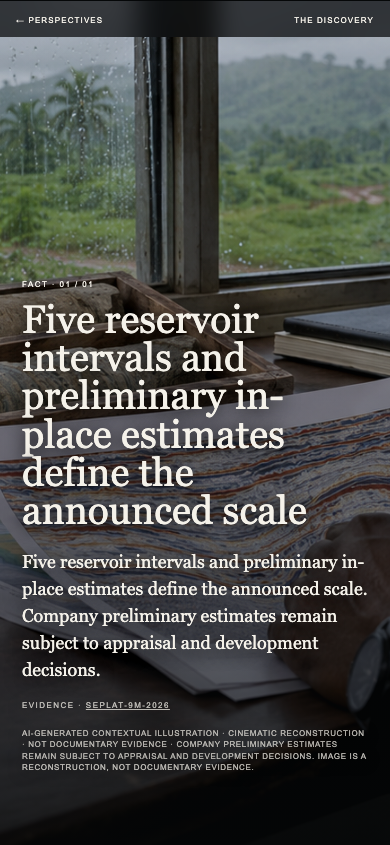 ← PERSPECTIVES
THE DISCOVERY
FACT · 01 / 01
Five reservoir
intervals and
preliminary in-
place estimates
define the
announced scale
Five reservoir intervals and preliminary in-
place estimates define the announced scale.
Company preliminary estimates remain
subject to appraisal and development
decisions.
EVIDENCE · SEPLAT-9M-2026
AI-GENERATED CONTEXTUAL ILLUSTRATION · CINEMATIC RECONSTRUCTION
· NOT DOCUMENTARY EVIDENCE · COMPANY PRELIMINARY ESTIMATES
REMAIN SUBJECT TO APPRAISAL AND DEVELOPMENT DECISIONS. IMAGE IS A
RECONSTRUCTION, NOT DOCUMENTARY EVIDENCE.